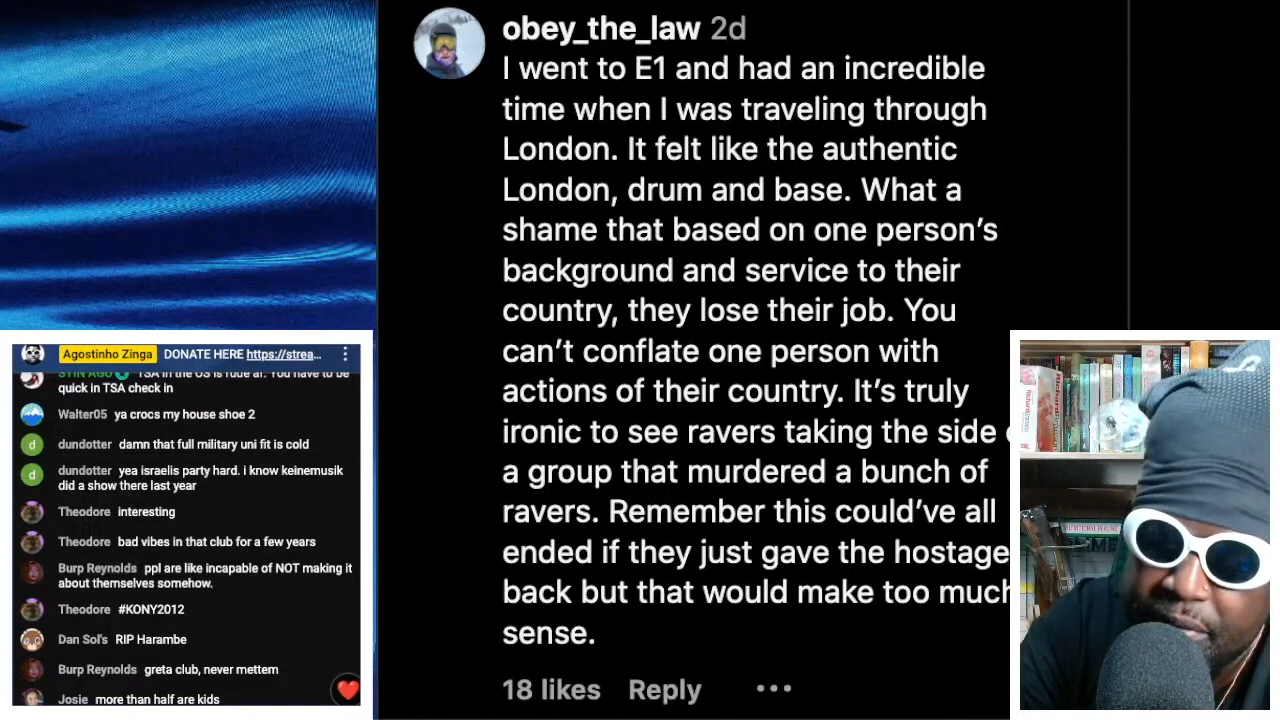 obey_the_law 2d
I went to E1 and had an incredible
time when I was traveling through
London. It felt like the authentic
London, drum and base. What a
shame that based on one person's
background and service to their
country, they lose their job. You
can't conflate one person with
actions of their country. It's truly
ironic to see ravers taking the side
a group that murdered a bunch of
ravers. Remember this could've all
ended if they just gave the hostage
back but that would make too much
sense.
18 likes Reply
Agostinho Zinga DONATE HERE https://strea...
TSA in the US is rude af. You have to be
quick in TSA check in
Walter05 ya crocs my house shoe 2
dundotter damn that full military uni fit is cold
dundotter yea israelis party hard. i know keinemusik
did a show there last year
Theodore interesting
Theodore bad vibes in that club for a few years
Burp Reynolds ppl are like incapable of NOT making it
about themselves somehow.
Theodore #KONY2012
Dan Sol's RIP Harambe
Burp Reynolds greta club, never mettem
Josie more than half are kids